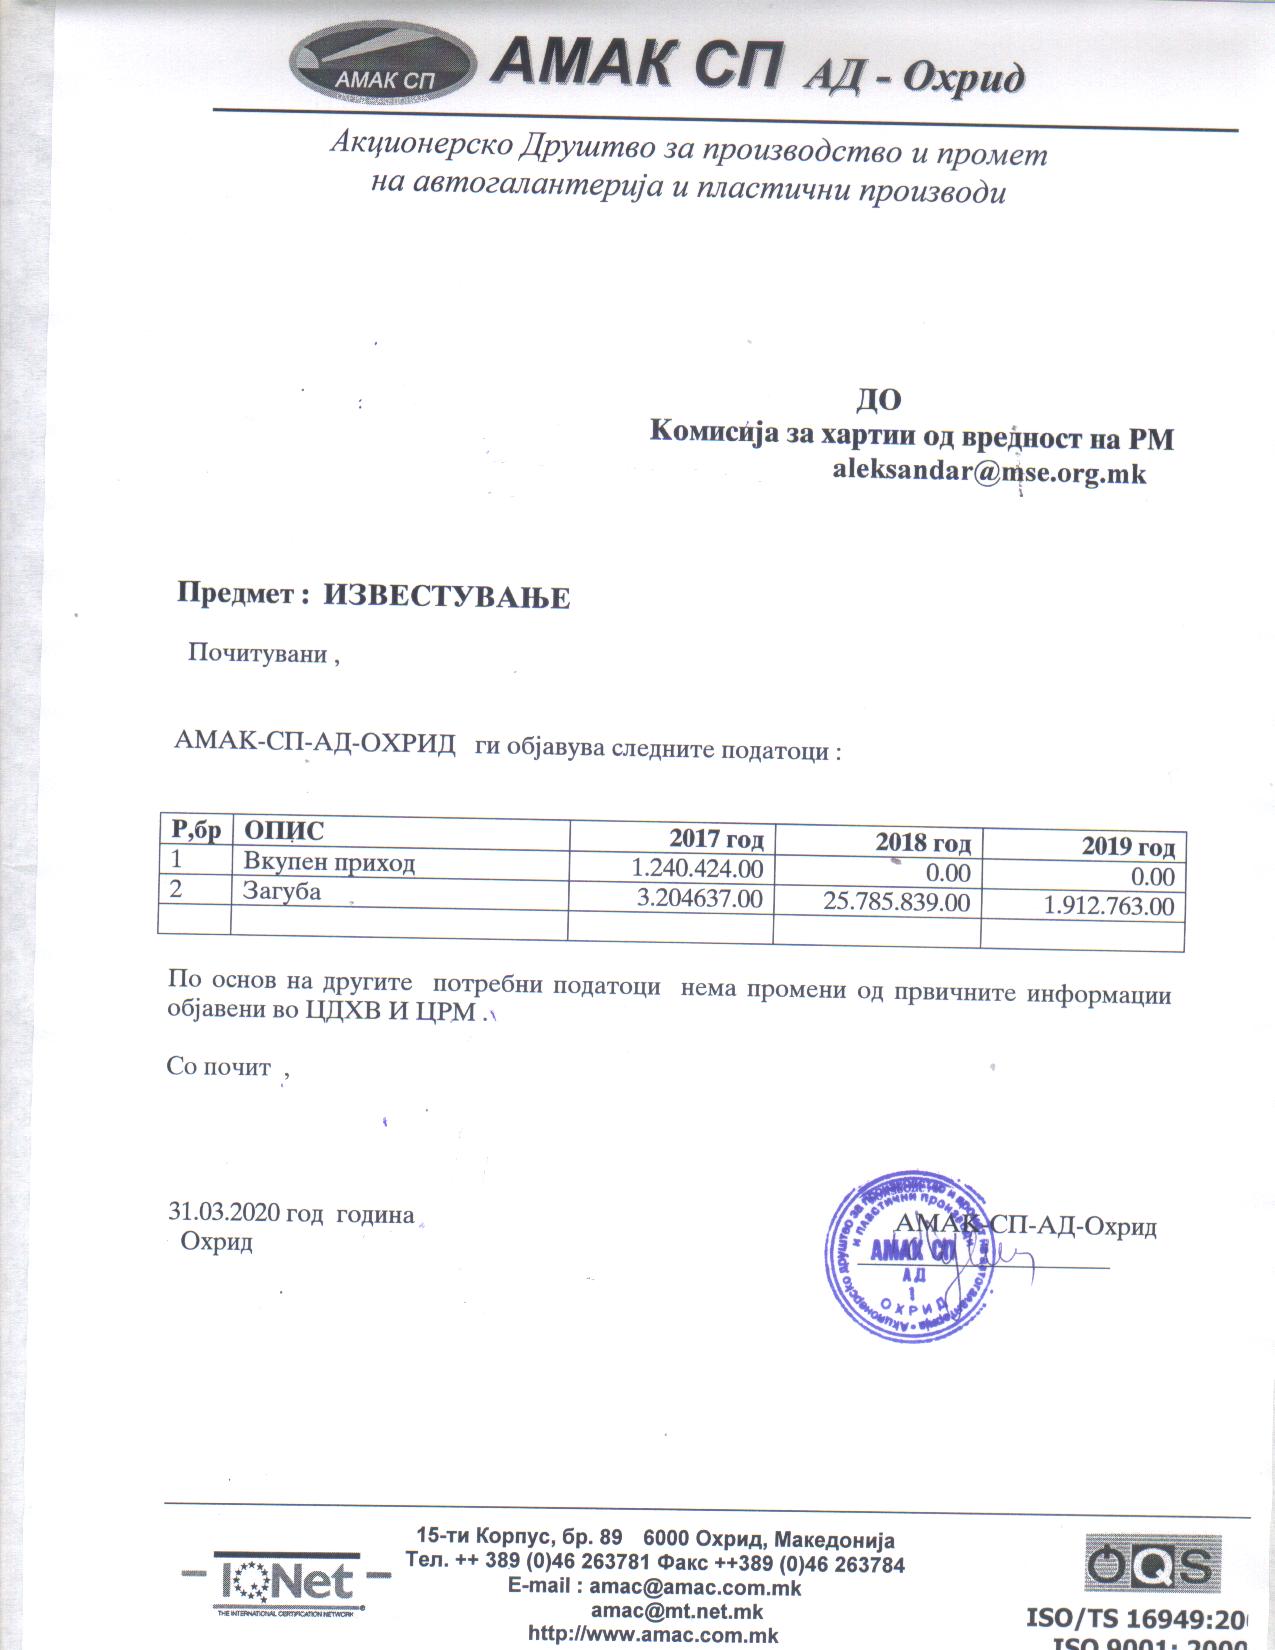 АМАК СП
АМАК СП АД - Охрид
Акционерско Друштво за производство и промет
на автогалантерија и пластични производи
ДО
Комисија за хартии од вредност на РМ
aleksandar@mse.org.mk
Предмет : ИЗВЕСТУВАЊЕ
Почитувани ,
АМАК-СП-АД-ОХРИД ги објавува следните податоци :
Р,бр ОПИС 2017 год 2018 год 2019 год
1 Вкупен приход 1.240.424.00 0.00 0.00
2 Загуба 3.204637.00 25.785.839.00 1.912.763.00
По основ на другите потребни податоци нема промени од првичните информации
објавени во ЦДХВ И ЦРМ .
Со почит ,
31.03.2020 год година
Охрид
АМАК-СП-АД-Охрид
Акционерско друштво за производство и промет на автогалантерија
и пластични производи
АМАК СП
АД
1
ОХРИД
15-ти Корпус, бр. 89 6000 Охрид, Македонија
Тел. ++ 389 (0)46 263781 Факс ++389 (0)46 263784
E-mail : amac@amac.com.mk
amac@mt.net.mk
http://www.amac.com.mk
IQNet
THE INTERNATIONAL CERTIFICATION NETWORK
OQS
ISO/TS 16949:20
ISO 9001: 2000